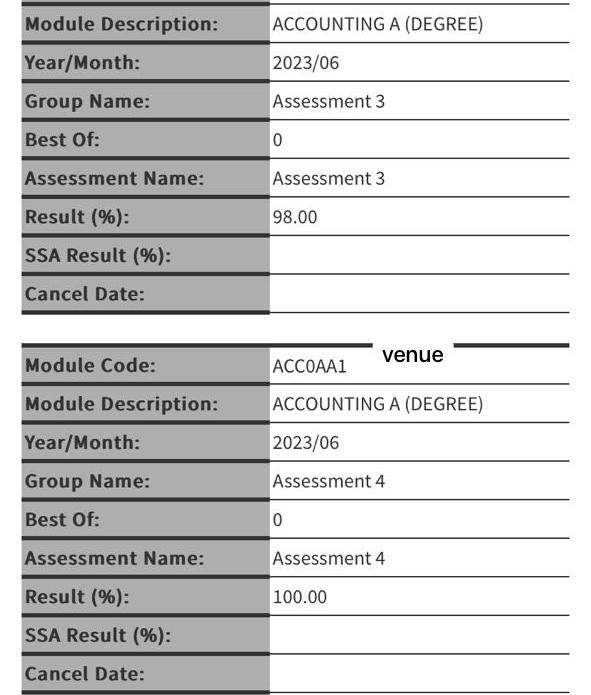 Module Description: ACCOUNTING A (DEGREE)
Year/Month: 2023/06
Group Name: Assessment 3
Best Of: 0
Assessment Name: Assessment 3
Result (%): 98.00
SSA Result (%):
Cancel Date:
venue
Module Code: ACC0AA1
Module Description: ACCOUNTING A (DEGREE)
Year/Month: 2023/06
Group Name: Assessment 4
Best Of: 0
Assessment Name: Assessment 4
Result (%): 100.00
SSA Result (%):
Cancel Date: